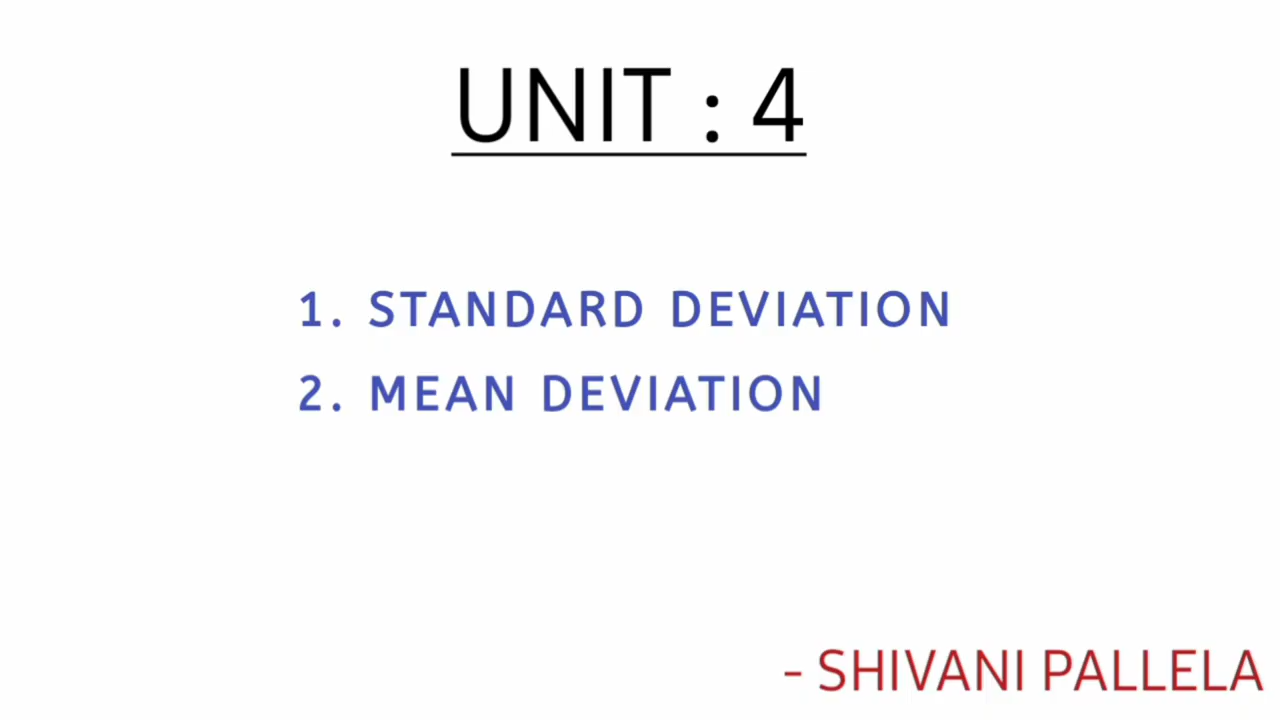 UNIT : 4
1. STANDARD DEVIATION
2. MEAN DEVIATION
- SHIVANI PALLELA